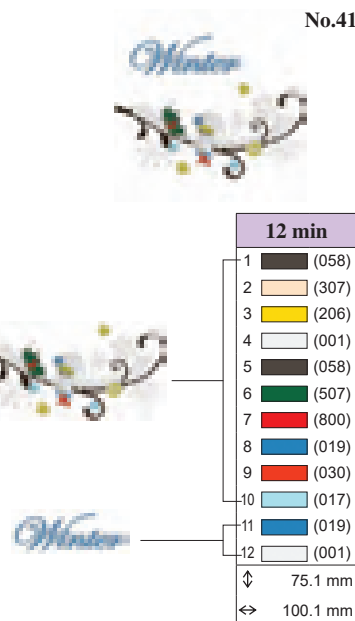 No.41
Winter
12 min
1 (058)
2 (307)
3 (206)
4 (001)
5 (058)
6 (507)
7 (800)
8 (019)
9 (030)
10 (017)
Winter
11 (019)
12 (001)
↕ 75.1 mm
↔ 100.1 mm